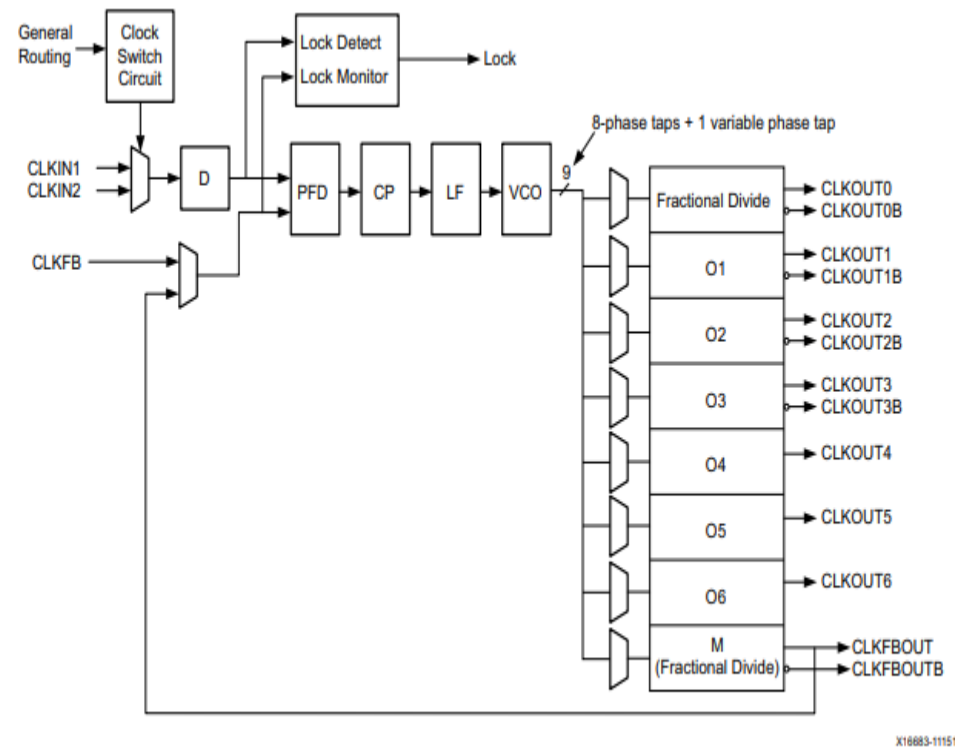 General
Routing
Clock
Switch
Circuit
Lock Detect
Lock Monitor
Lock
8-phase taps + 1 variable phase tap
CLKIN1
CLKIN2
D
PFD
CP
LF
VCO
9
Fractional Divide
CLKOUT0
CLKOUT0B
CLKFB
O1
CLKOUT1
CLKOUT1B
O2
CLKOUT2
CLKOUT2B
O3
CLKOUT3
CLKOUT3B
O4
CLKOUT4
O5
CLKOUT5
O6
CLKOUT6
M
(Fractional Divide)
CLKFBOUT
CLKFBOUTB
X16683-11151